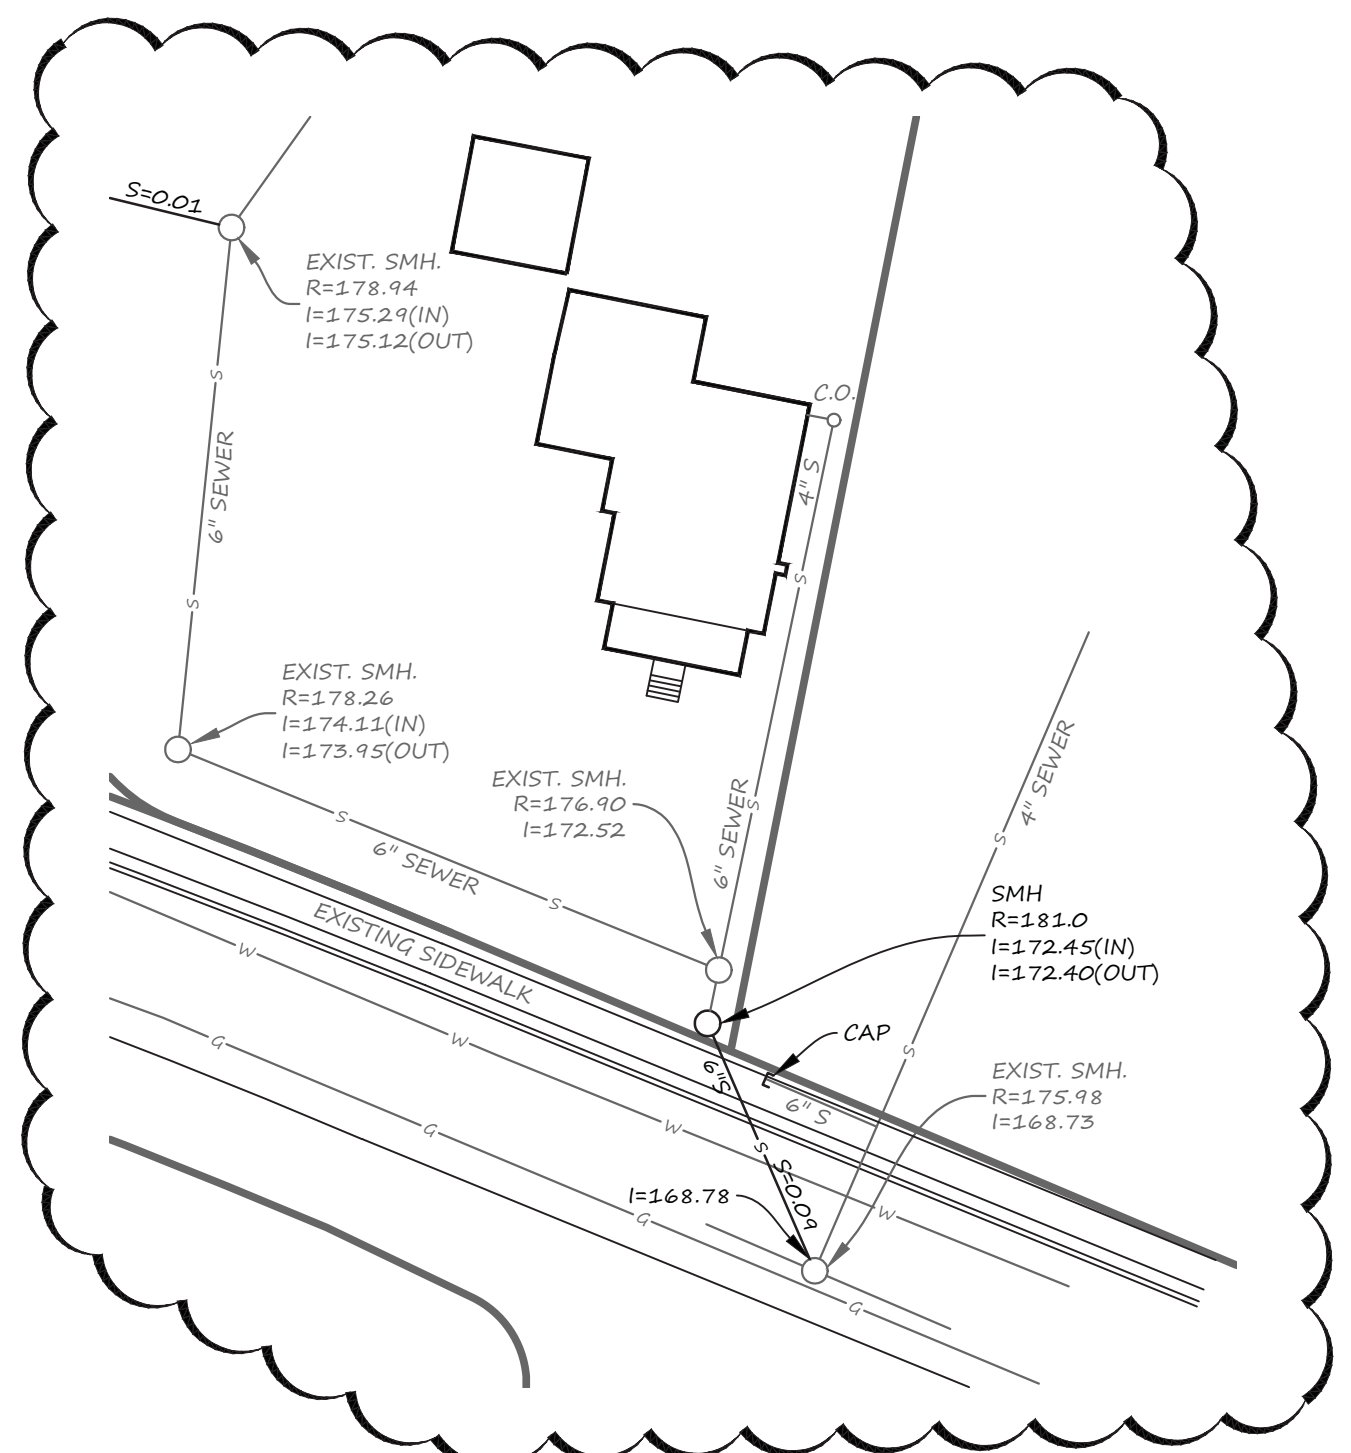 S=0.01
EXIST. SMH.
R=178.94
I=175.29(IN)
I=175.12(OUT)
C.O.
4" S
S
6" SEWER
S
S
EXIST. SMH.
R=178.26
I=174.11(IN)
I=173.95(OUT)
4" SEWER
EXIST. SMH.
R=176.90
I=172.52
S
6" SEWER
S
S
6" SEWER
S
S
SMH
R=181.0
I=172.45(IN)
I=172.40(OUT)
EXISTING SIDEWALK
W
W
CAP
G
S
6"S
EXIST. SMH.
R=175.98
I=168.73
6" S
G
W
S
S=0.09
I=168.78
G
W
G